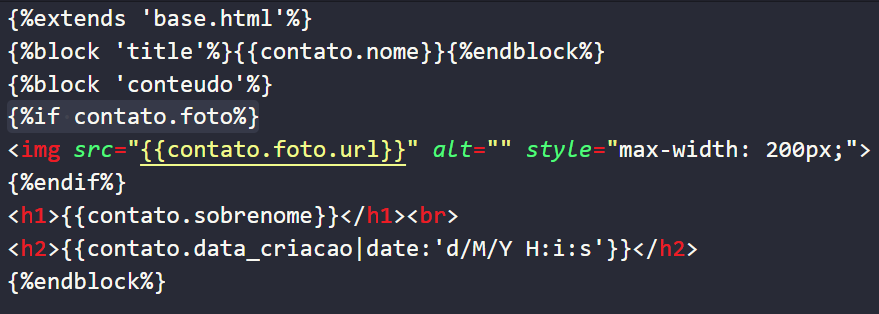 {%extends 'base.html'%}
{%block 'title'%}{{contato.nome}}{%endblock%}
{%block 'conteudo'%}
{%if contato.foto%}
<img src="{{contato.foto.url}}" alt="" style="max-width: 200px;">
{%endif%}
<h1>{{contato.sobrenome}}</h1><br>
<h2>{{contato.data_criacao|date:'d/M/Y H:i:s'}}</h2>
{%endblock%}